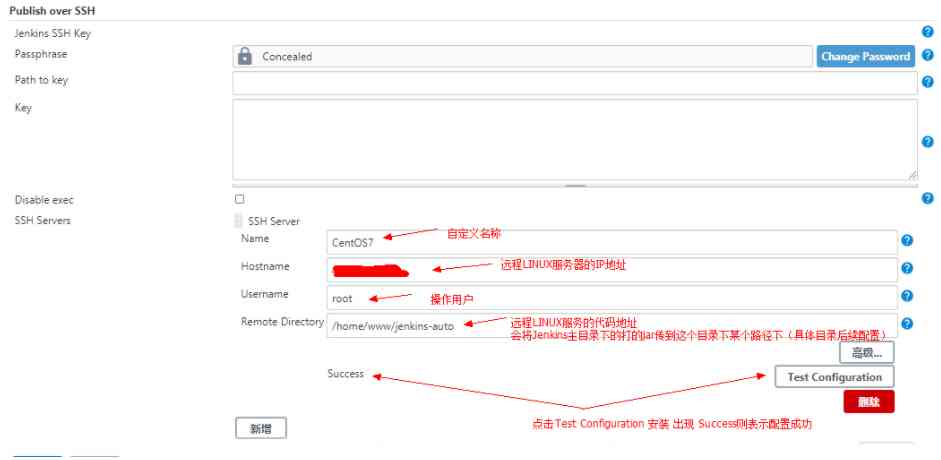 Publish over SSH
Jenkins SSH Key
Passphrase
Concealed
Change Password
Path to key
Key
Disable exec
SSH Servers
SSH Server
Name
CentOS7
自定义名称
Hostname
远程LINUX服务器的IP地址
Username
root
操作用户
Remote Directory
/home/www/jenkins-auto
远程LINUX服务的代码地址
会将Jenkins主目录下的打的jar传到这个目录下某个路径下（具体目录后续配置）
高级...
Success
Test Configuration
删除
点击Test Configuration 安装 出现 Success则表示配置成功
新增